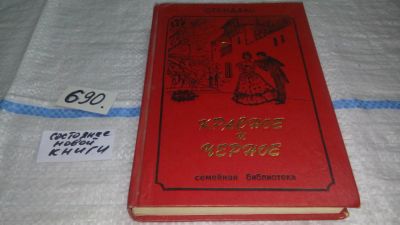 СТЕНДАЛЬ
690.
состояние
новой
книги
КРАСНОЕ
и
ЧЕРНОЕ
семейная библиотека